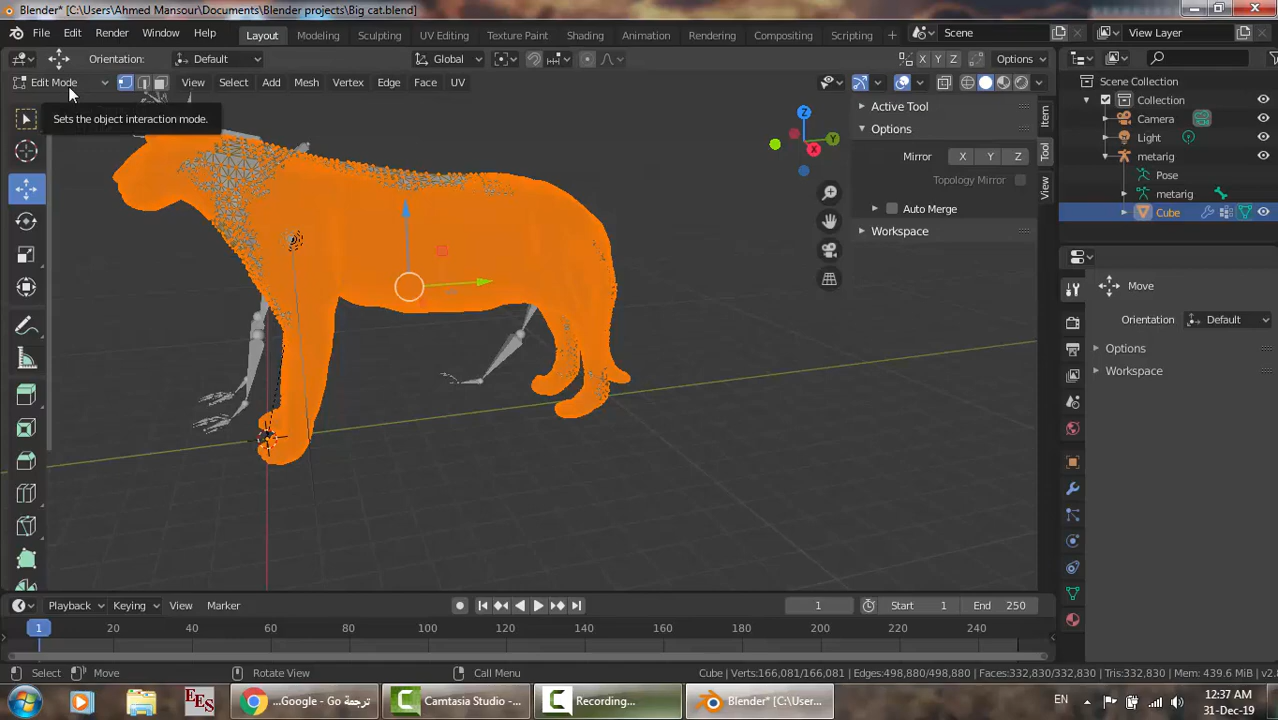 Blender* [C:\Users\Ahmed Mansour\Documents\Blender projects\Big cat.blend]
File Edit Render Window Help Layout Modeling Sculpting UV Editing Texture Paint Shading Animation Rendering Compositing Scripting + Scene View Layer
Orientation: Default Global Options
Edit Mode View Select Add Mesh Vertex Edge Face UV X Y Z
Sets the object interaction mode.
Z
Y
X
Active Tool
Options
Mirror X Y Z
Topology Mirror
Auto Merge
Workspace
Item
Tool
View
Scene Collection
Collection
Camera
Light
metarig
Pose
metarig
Cube
Move
Orientation Default
Options
Workspace
Playback Keying View Marker 1 Start 1 End 250
1 20 40 60 80 100 120 140 160 180 200 220 240
Select Move Rotate View Call Menu Cube | Verts:166,081/166,081 | Edges:498,880/498,880 | Faces:332,830/332,830 | Tris:332,830 | Mem: 439.6 MiB | v2.8
EES ...Google - Go ترجمة Camtasia Studio - ... Recording... Blender* [C:\User... EN 12:37 AM
31-Dec-19